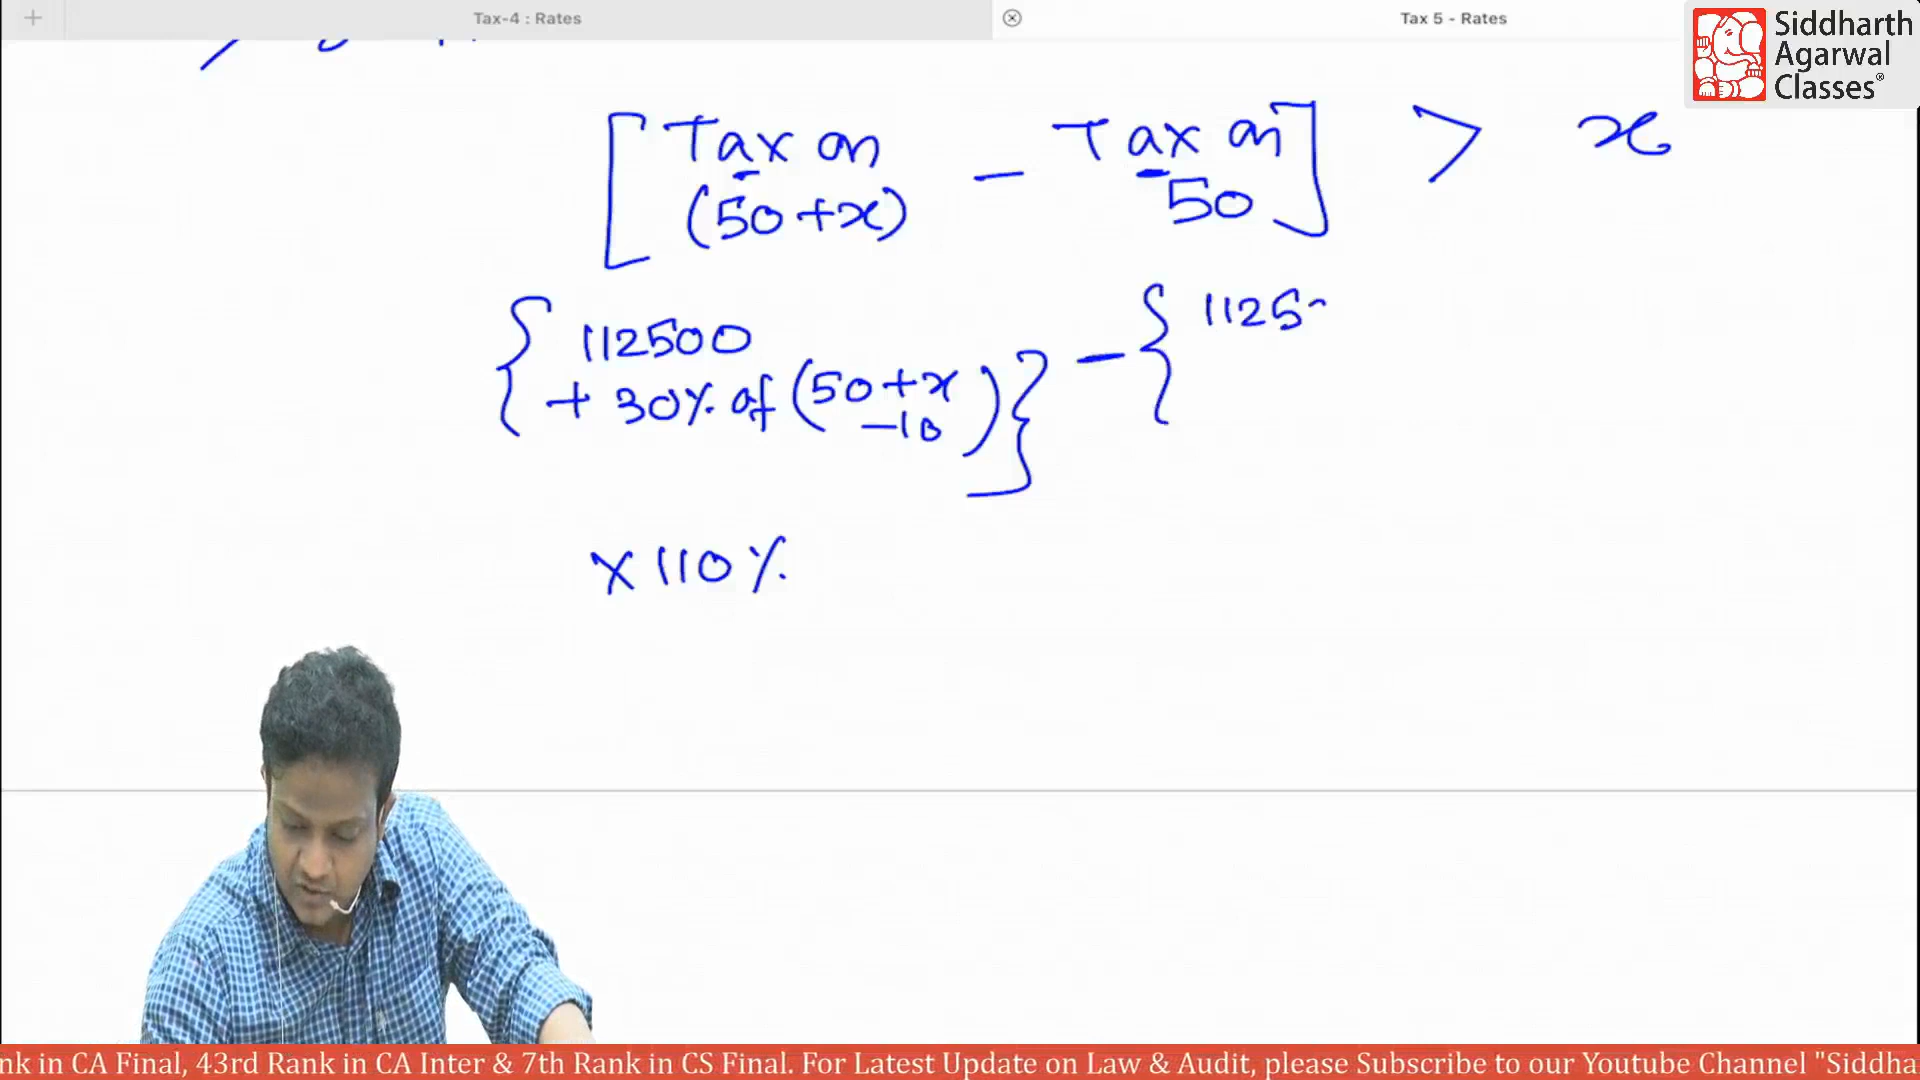 Tax-4 : Rates
Tax 5 - Rates
Siddharth
Agarwal
Classes®
[Tax on - Tax on] > x
(50+x) 50
{112500 - {1125
+ 30% of (50+x
-10)}
x 110%
nk in CA Final, 43rd Rank in CA Inter & 7th Rank in CS Final. For Latest Update on Law & Audit, please Subscribe to our Youtube Channel "Siddha